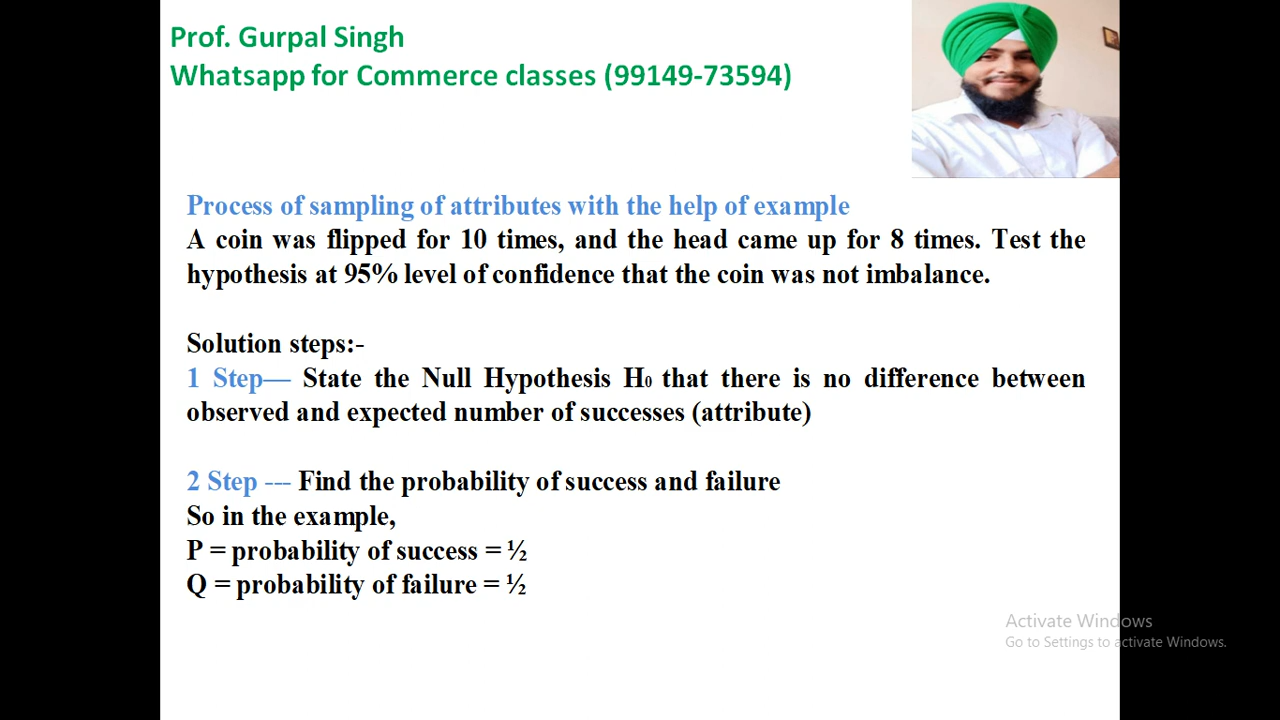 Prof. Gurpal Singh
Whatsapp for Commerce classes (99149-73594)
Process of sampling of attributes with the help of example
A coin was flipped for 10 times, and the head came up for 8 times. Test the
hypothesis at 95% level of confidence that the coin was not imbalance.
Solution steps:-
1 Step— State the Null Hypothesis H₀ that there is no difference between
observed and expected number of successes (attribute)
2 Step --- Find the probability of success and failure
So in the example,
P = probability of success = ½
Q = probability of failure = ½
Activate Windows
Go to Settings to activate Windows.